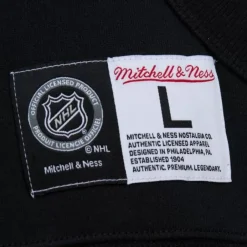 OFFICIAL LICENSED PRODUCT
PRODUIT LICENCIÉ OFFICIEL
NHL
© NHL
Mitchell & Ness
Mitchell & Ness
L
MITCHELL & NESS NOSTALGIA CO.
AUTHENTIC LICENSED APPAREL
DESIGNED IN PHILADELPHIA, PA.
ESTABLISHED 1904
AUTHENTIC.PREMIUM.LEGENDARY.